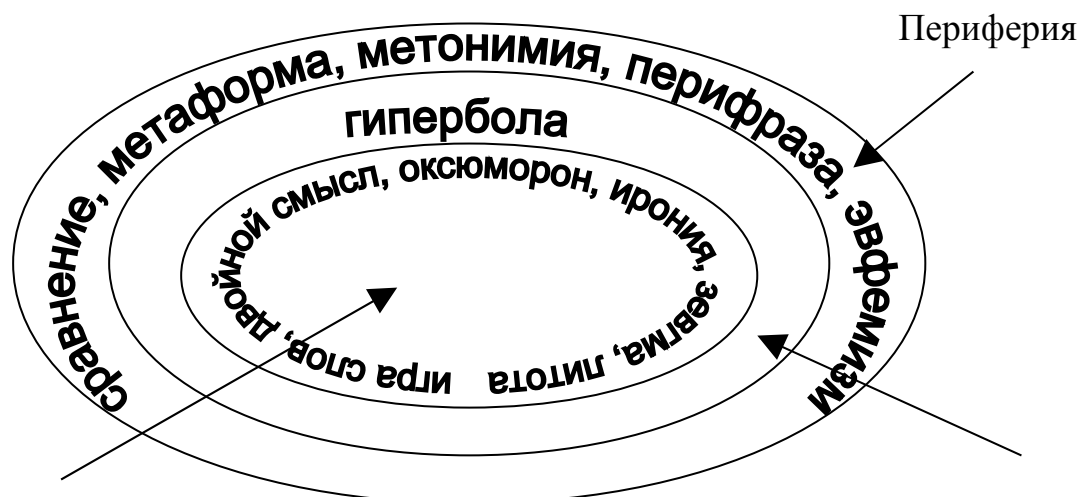 Периферия
сравнение, метаформа, метонимия, перифраза, эвфемизм
гипербола
игра слов, двойной смысл, оксюморон, ирония, зевгма, литота